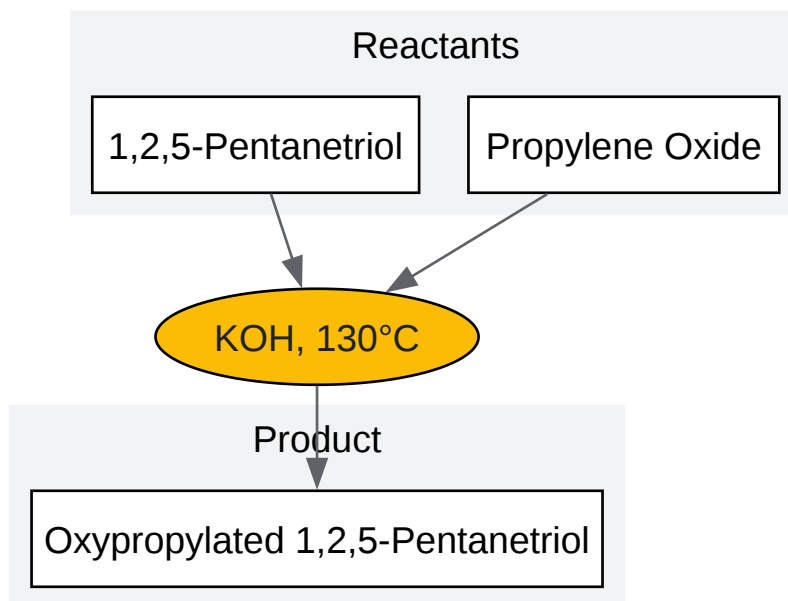 Reactants
1,2,5-Pentanetriol
Propylene Oxide
KOH, 130°C
Product
Oxypropylated 1,2,5-Pentanetriol